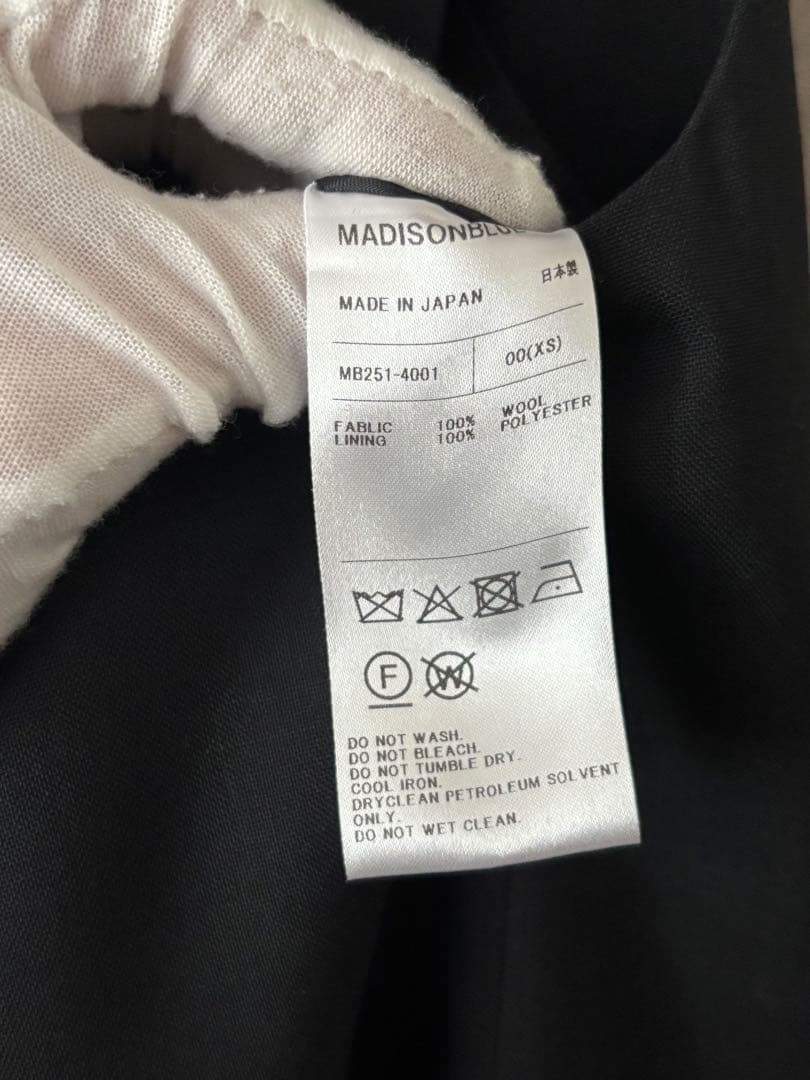 MADISONBLUE
日本製
MADE IN JAPAN
MB251-4001 00(XS)
FABLIC 100% WOOL
LINING 100% POLYESTER
F W
DO NOT WASH.
DO NOT BLEACH.
DO NOT TUMBLE DRY.
COOL IRON.
DRYCLEAN PETROLEUM SOLVENT
ONLY.
DO NOT WET CLEAN.